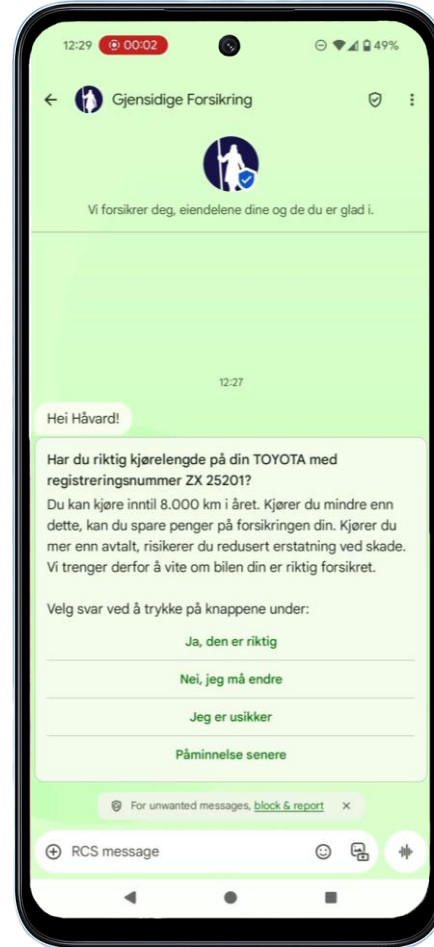 12:29 00:02 49%
Gjensidige Forsikring
Vi forsikrer deg, eiendelene dine og de du er glad i.
12:27
Hei Håvard!
Har du riktig kjørelengde på din TOYOTA med
registreringsnummer ZX 25201?
Du kan kjøre inntil 8.000 km i året. Kjører du mindre enn
dette, kan du spare penger på forsikringen din. Kjører du
mer enn avtalt, risikerer du redusert erstatning ved skade.
Vi trenger derfor å vite om bilen din er riktig forsikret.
Velg svar ved å trykke på knappene under:
Ja, den er riktig
Nei, jeg må endre
Jeg er usikker
Påminnelse senere
For unwanted messages, block & report
RCS message